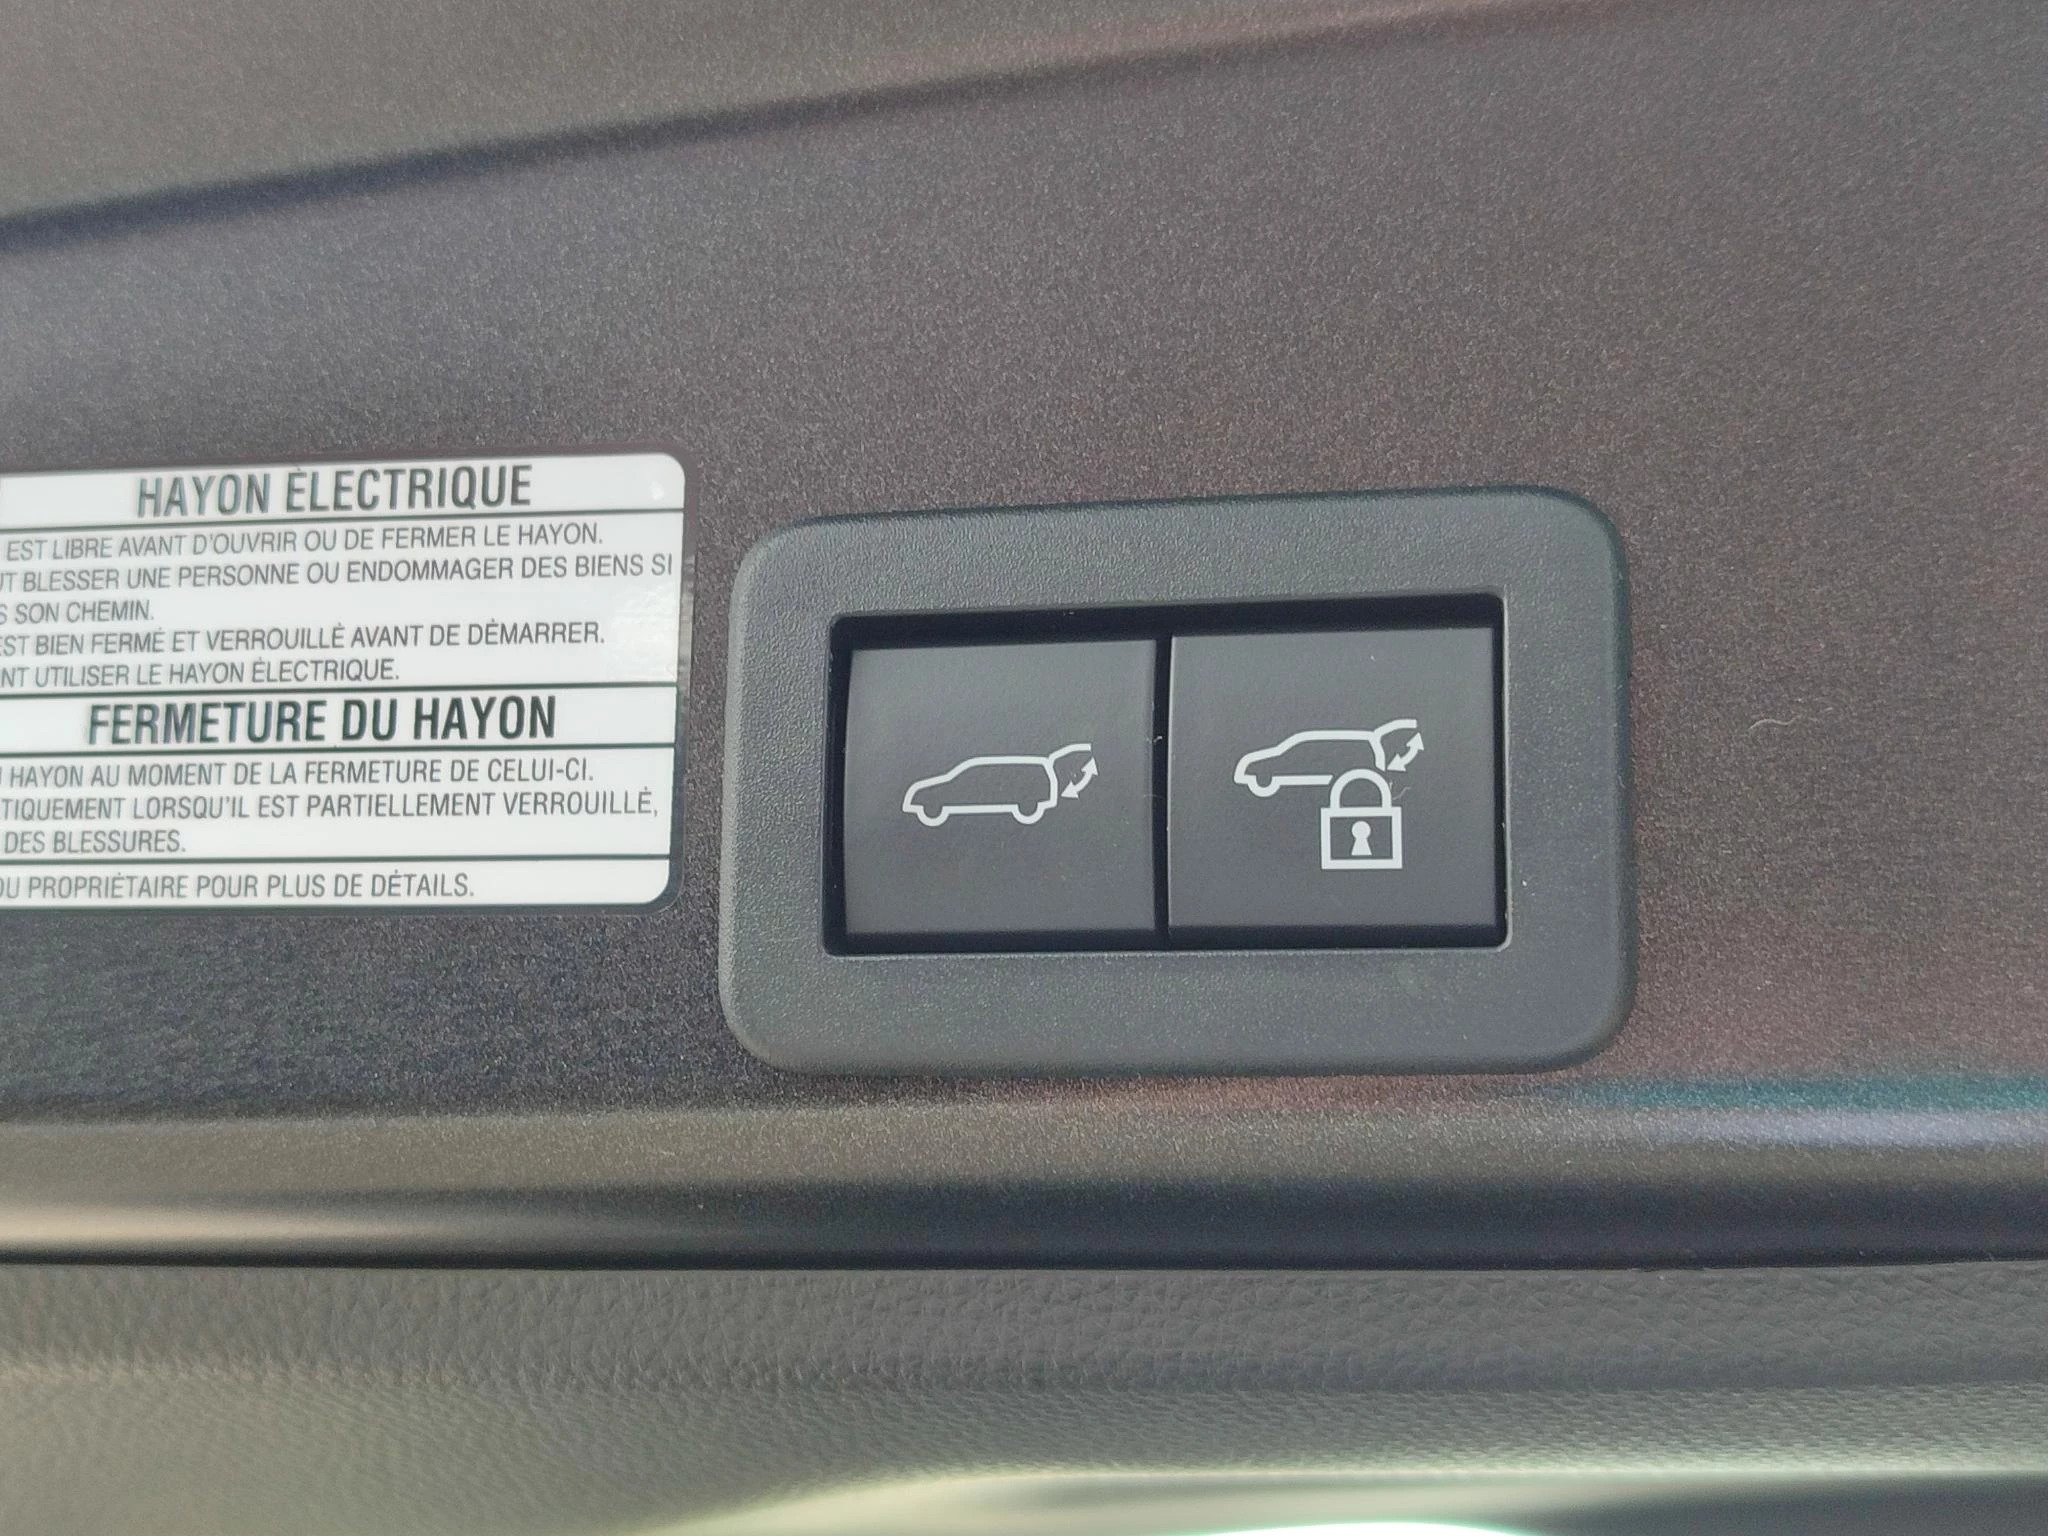 HAYON ÉLECTRIQUE
EST LIBRE AVANT D'OUVRIR OU DE FERMER LE HAYON.
BLESSER UNE PERSONNE OU ENDOMMAGER DES BIENS SI
SON CHEMIN.
EST BIEN FERMÉ ET VERROUILLÉ AVANT DE DÉMARRER.
UTILISER LE HAYON ÉLECTRIQUE.
FERMETURE DU HAYON
HAYON AU MOMENT DE LA FERMETURE DE CELUI-CI.
TIQUEMENT LORSQU'IL EST PARTIELLEMENT VERROUILLÉ,
DES BLESSURES.
DU PROPRIÉTAIRE POUR PLUS DE DÉTAILS.